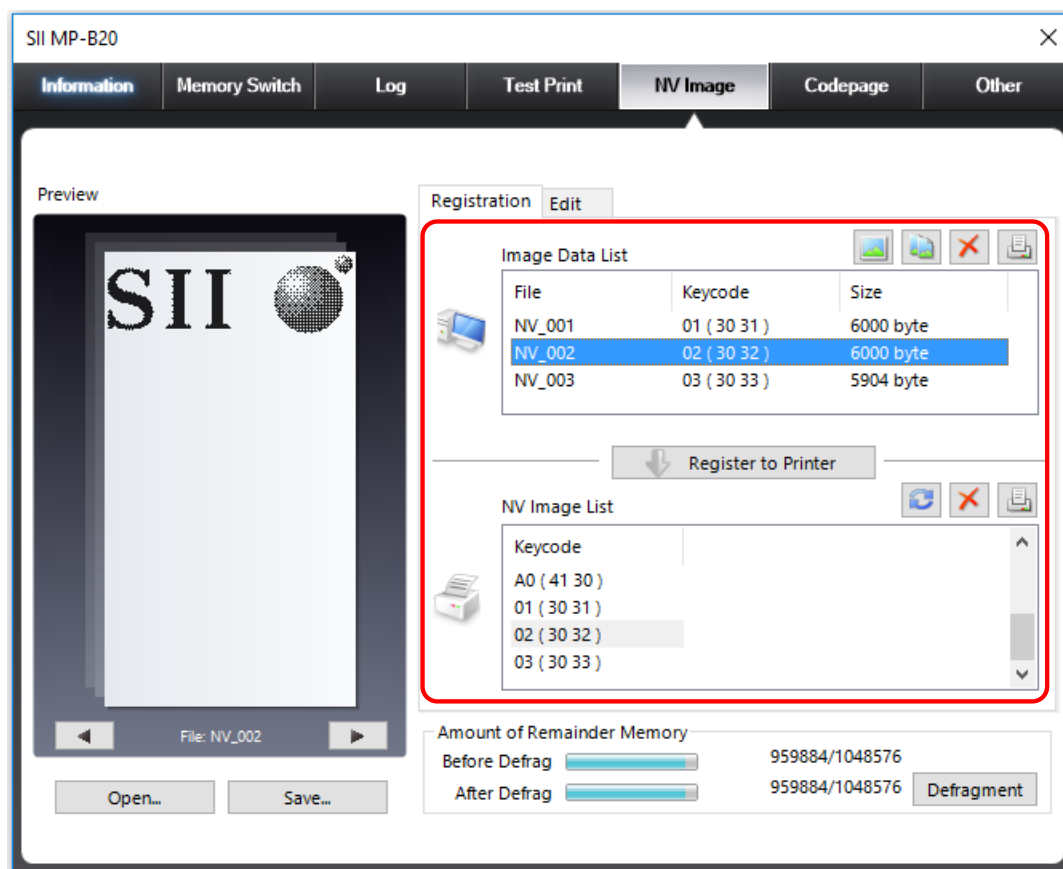 SII MP-B20
Information Memory Switch Log Test Print NV Image Codepage Other
Preview
SII
File: NV_002
Open... Save...
Registration Edit
Image Data List
File Keycode Size
NV_001 01 ( 30 31 ) 6000 byte
NV_002 02 ( 30 32 ) 6000 byte
NV_003 03 ( 30 33 ) 5904 byte
Register to Printer
NV Image List
Keycode
A0 ( 41 30 )
01 ( 30 31 )
02 ( 30 32 )
03 ( 30 33 )
Amount of Remainder Memory
Before Defrag 959884/1048576
After Defrag 959884/1048576 Defragment